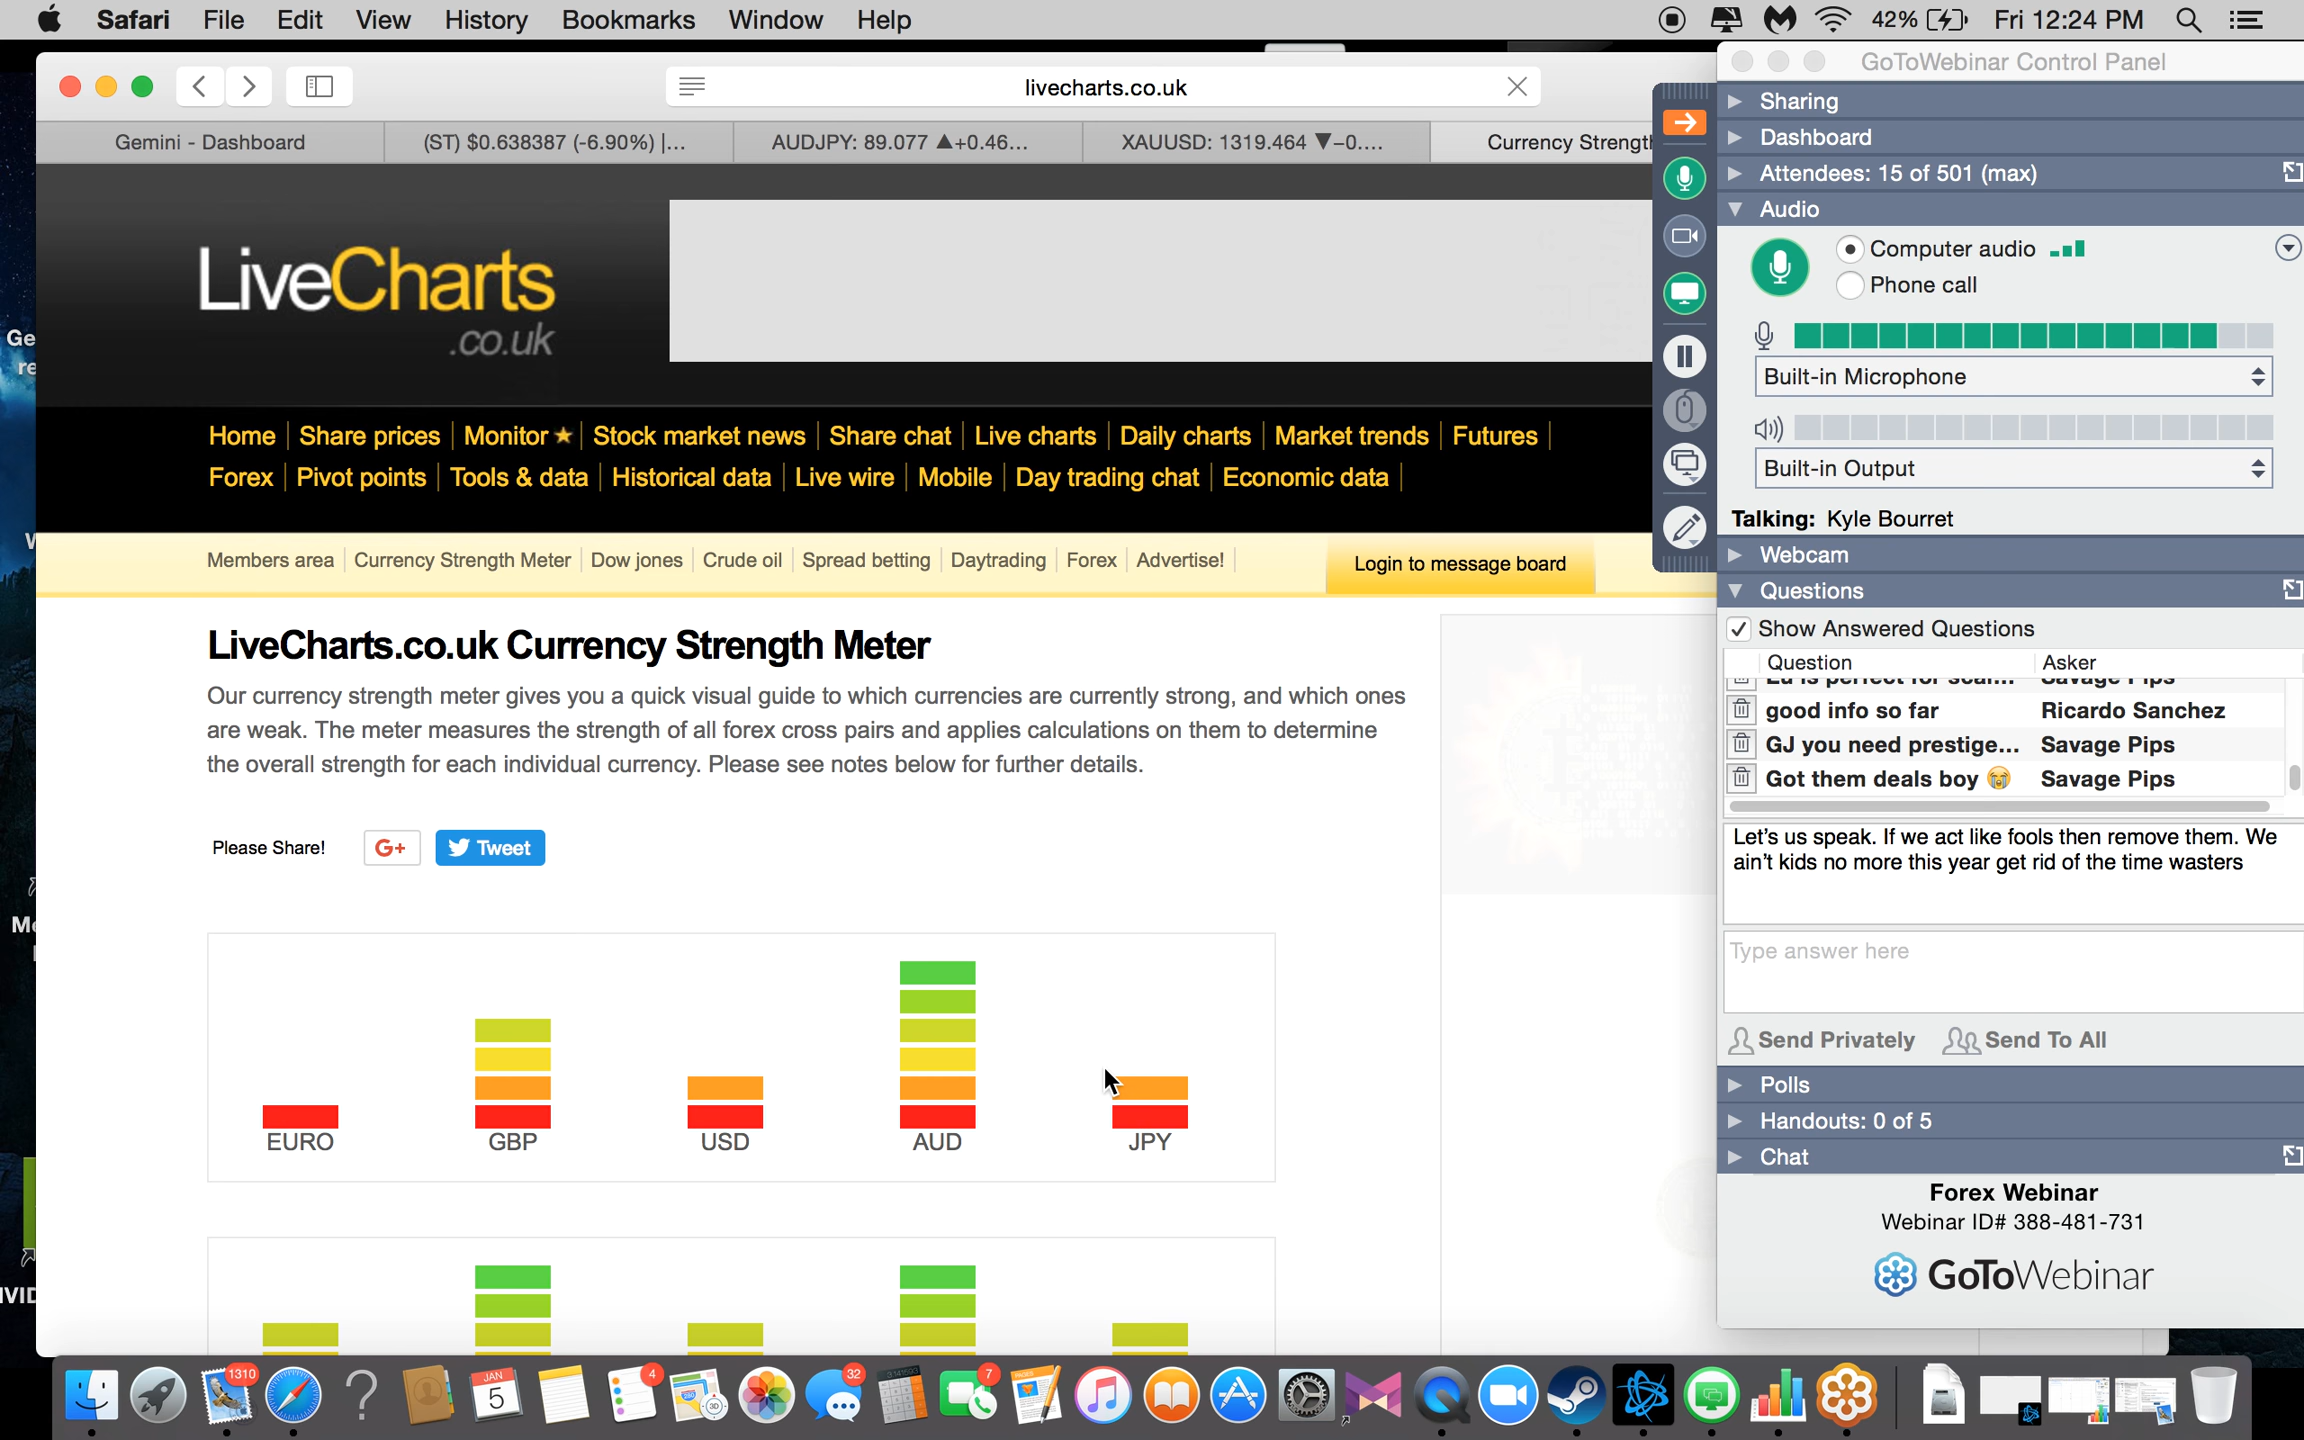 Safari File Edit View History Bookmarks Window Help 42% Fri 12:24 PM
livecharts.co.uk
Gemini - Dashboard
(ST) $0.638387 (-6.90%) |...
AUDJPY: 89.077 ▲+0.46...
XAUUSD: 1319.464 ▼-0....
Currency Strength
LiveCharts
.co.uk
Home Share prices Monitor ★ Stock market news Share chat Live charts Daily charts Market trends Futures
Forex Pivot points Tools & data Historical data Live wire Mobile Day trading chat Economic data
Members area Currency Strength Meter Dow jones Crude oil Spread betting Daytrading Forex Advertise!
Login to message board
LiveCharts.co.uk Currency Strength Meter
Our currency strength meter gives you a quick visual guide to which currencies are currently strong, and which ones
are weak. The meter measures the strength of all forex cross pairs and applies calculations on them to determine
the overall strength for each individual currency. Please see notes below for further details.
Please Share! G+ Tweet
EURO GBP USD AUD JPY
GoToWebinar Control Panel
Sharing
Dashboard
Attendees: 15 of 501 (max)
Audio
Computer audio
Phone call
Built-in Microphone
Built-in Output
Talking: Kyle Bourret
Webcam
Questions
Show Answered Questions
Question Asker
Savage Pips
good info so far Ricardo Sanchez
GJ you need prestige... Savage Pips
Got them deals boy 😭 Savage Pips
Let's us speak. If we act like fools then remove them. We
ain't kids no more this year get rid of the time wasters
Type answer here
Send Privately Send To All
Polls
Handouts: 0 of 5
Chat
Forex Webinar
Webinar ID# 388-481-731
GoToWebinar
Ge
re
1310
JAN
5
4
32
7